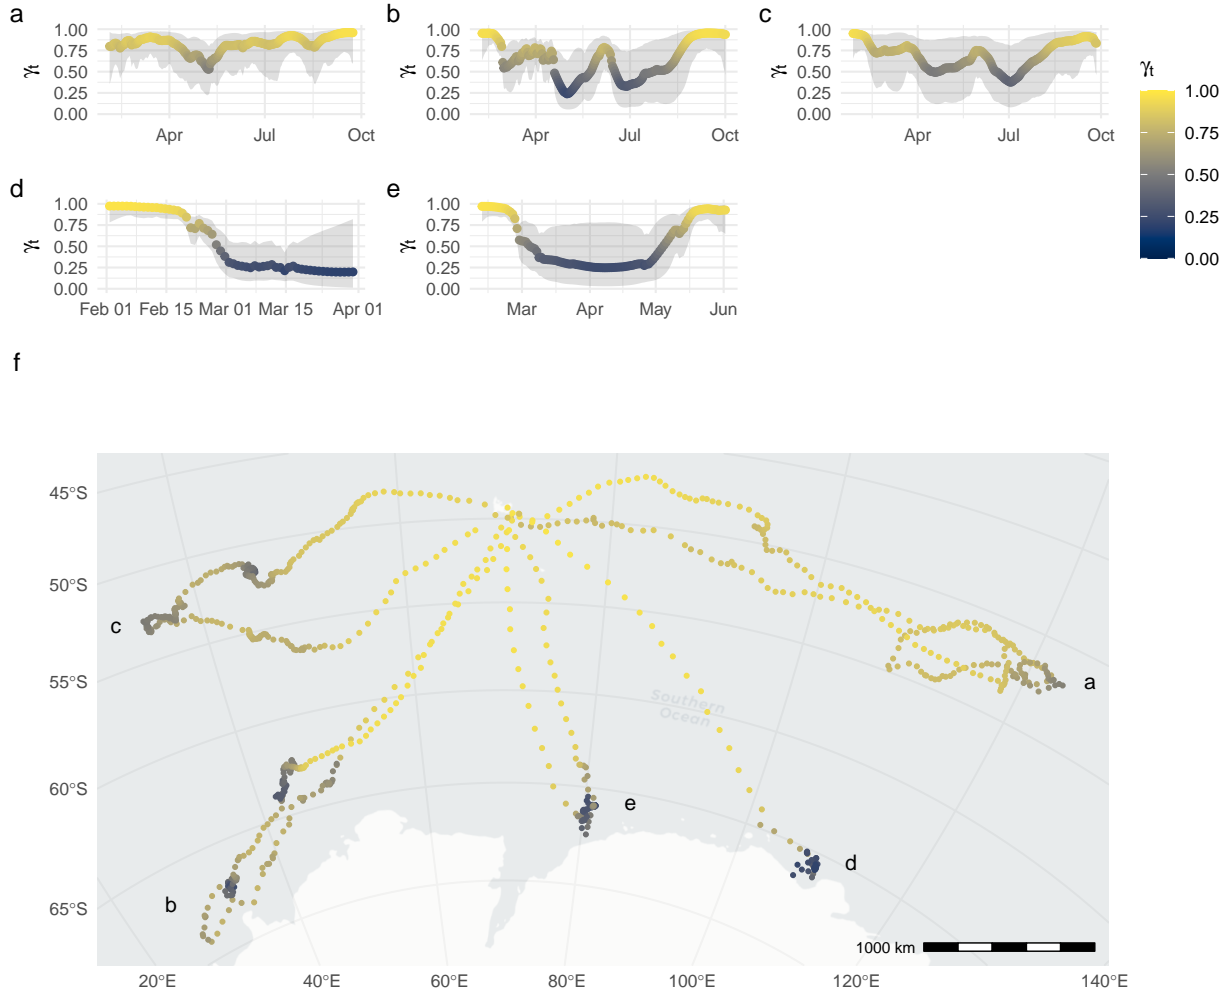 a
b
c
1.00
0.75
0.50
0.25
0.00
γt
Apr
Jul
Oct
1.00
0.75
0.50
0.25
0.00
γt
Apr
Jul
Oct
1.00
0.75
0.50
0.25
0.00
γt
Apr
Jul
Oct
γt
1.00
0.75
0.50
0.25
0.00
d
e
1.00
0.75
0.50
0.25
0.00
γt
Feb 01
Feb 15
Mar 01
Mar 15
Apr 01
1.00
0.75
0.50
0.25
0.00
γt
Mar
Apr
May
Jun
f
45°S
50°S
55°S
60°S
65°S
c
a
Southern
Ocean
e
d
b
1000 km
20°E
40°E
60°E
80°E
100°E
120°E
140°E